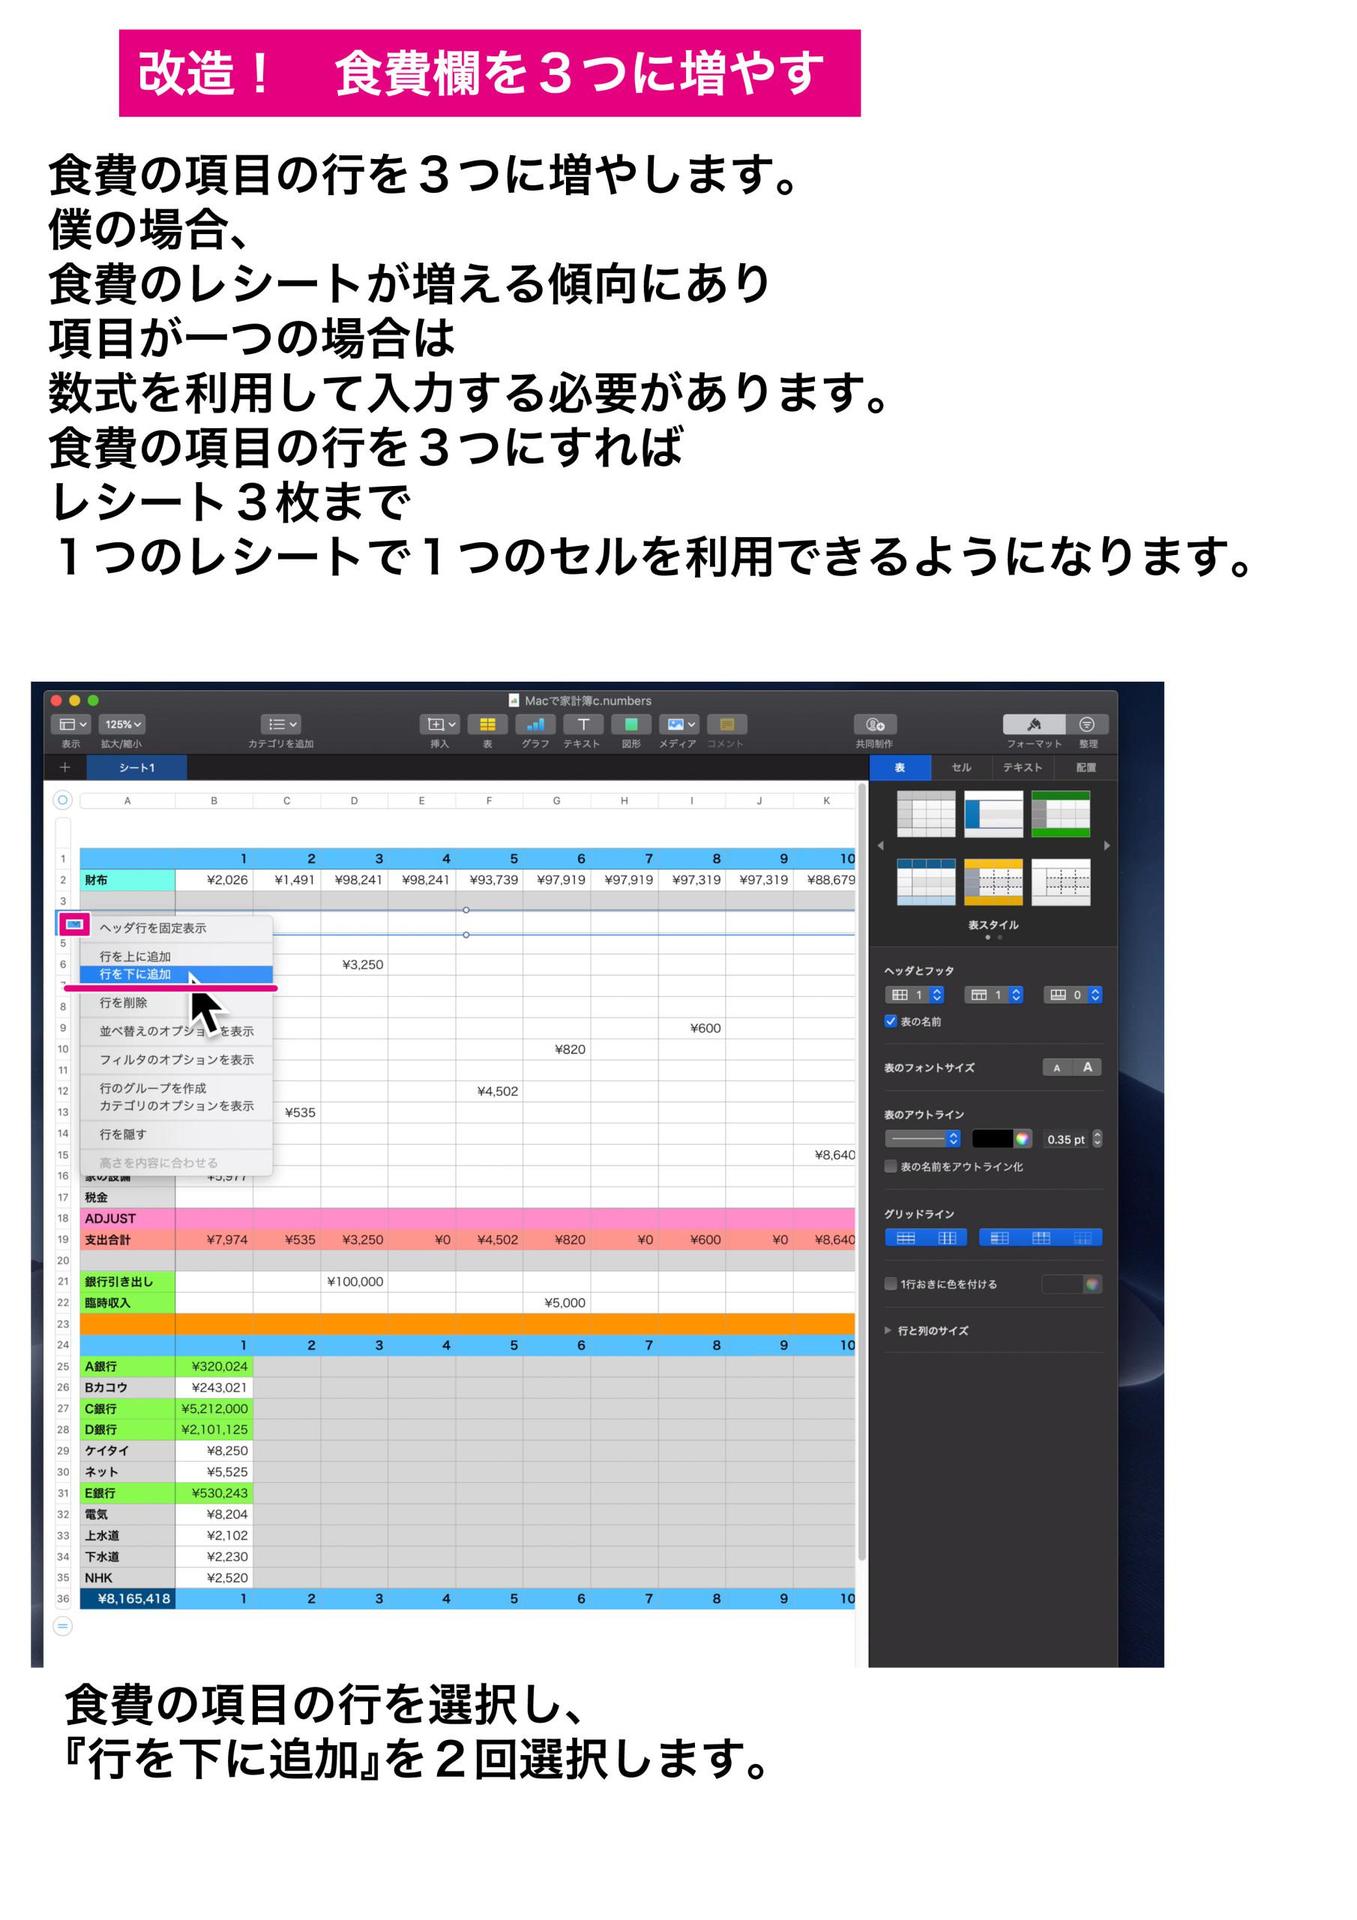 改造！　食費欄を３つに増やす
食費の項目の行を３つに増やします。
僕の場合、
食費のレシートが増える傾向にあり
項目が一つの場合は
数式を利用して入力する必要があります。
食費の項目の行を３つにすれば
レシート３枚まで
１つのレシートで１つのセルを利用できるようになります。
Macで家計簿c.numbers
125%
表示 拡大/縮小 カテゴリを追加 挿入 表 グラフ テキスト 図形 メディア コメント 共同制作 フォーマット 整理
+ シート1 表 セル テキスト 配置
A B C D E F G H I J K
1 1 2 3 4 5 6 7 8 9 10
2 財布 ¥2,026 ¥1,491 ¥98,241 ¥98,241 ¥93,739 ¥97,919 ¥97,919 ¥97,319 ¥97,319 ¥88,679
3
ヘッダ行を固定表示
5
行を上に追加
6 ¥3,250
行を下に追加
8 行を削除
9 ¥600
並べ替えのオプションを表示
10 ¥820
フィルタのオプションを表示
11
12 行のグループを作成 ¥4,502
カテゴリのオプションを表示
13 ¥535
14 行を隠す
15 ¥8,640
高さを内容に合わせる
16 家の設備 ¥5,977
17 税金
18 ADJUST
19 支出合計 ¥7,974 ¥535 ¥3,250 ¥0 ¥4,502 ¥820 ¥0 ¥600 ¥0 ¥8,640
20
21 銀行引き出し ¥100,000
22 臨時収入 ¥5,000
23
24 1 2 3 4 5 6 7 8 9 10
25 A銀行 ¥320,024
26 Bカコウ ¥243,021
27 C銀行 ¥5,212,000
28 D銀行 ¥2,101,125
29 ケイタイ ¥8,250
30 ネット ¥5,525
31 E銀行 ¥530,243
32 電気 ¥8,204
33 上水道 ¥2,102
34 下水道 ¥2,230
35 NHK ¥2,520
36 ¥8,165,418 1 2 3 4 5 6 7 8 9 10
表スタイル
ヘッダとフッタ
1 1 0
表の名前
表のフォントサイズ A A
表のアウトライン
0.35 pt
表の名前をアウトライン化
グリッドライン
1行おきに色を付ける
行と列のサイズ
食費の項目の行を選択し、
『行を下に追加』を２回選択します。